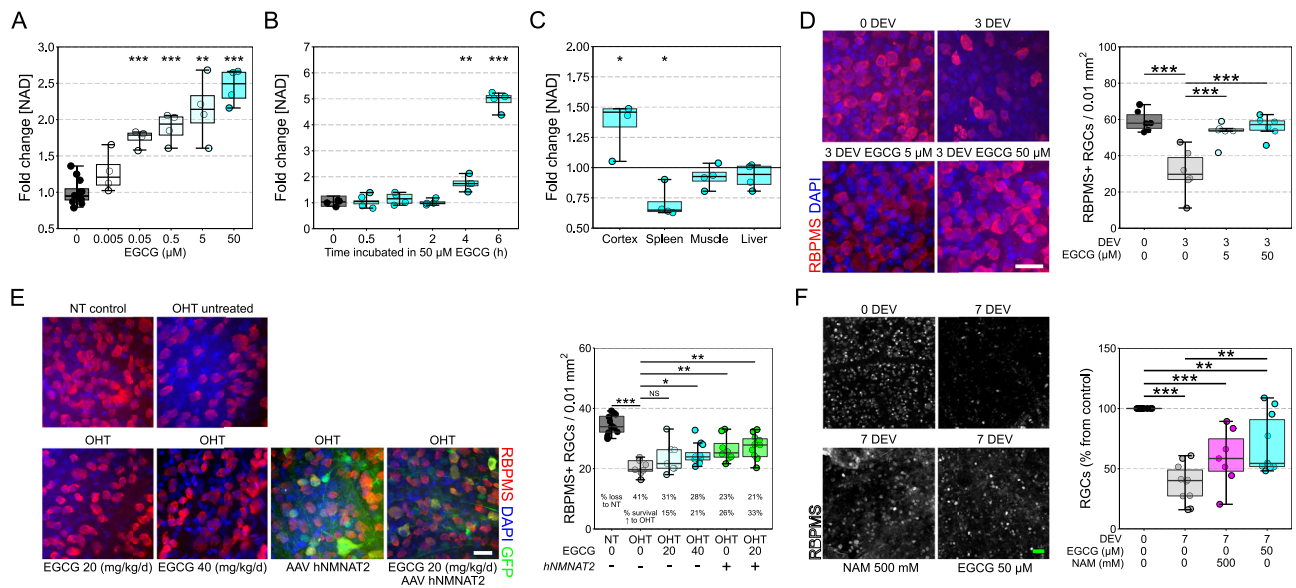 A
Fold change [NAD]
3.0
2.5
2.0
1.5
1.0
0.5
*** *** ** ***
0 0.005 0.05 0.5 5 50
EGCG (µM)
B
Fold change [NAD]
7
6
5
4
3
2
1
0
** ***
0 0.5 1 2 4 6
Time incubated in 50 µM EGCG (h)
C
Fold change [NAD]
2.00
1.50
1.00
0.75
0.50
* *
Cortex Spleen Muscle Liver
D
0 DEV 3 DEV
3 DEV EGCG 5 µM 3 DEV EGCG 50 µM
RBPMS DAPI
RBPMS+ RGCs / 0.01 mm²
100
80
60
40
20
0
*** ***
***
DEV 0 3 3 3
EGCG (µM) 0 0 5 50
E
NT control OHT untreated
OHT OHT OHT OHT
EGCG 20 (mg/kg/d) EGCG 40 (mg/kg/d) AAV hNMNAT2 EGCG 20 (mg/kg/d)
AAV hNMNAT2
RBPMS DAPI GFP
RBPMS+ RGCs / 0.01 mm²
60
40
20
0
**
**
*
*** NS
% loss to NT 41% 31% 28% 23% 21%
% survival ↑ to OHT 15% 21% 26% 33%
NT OHT OHT OHT OHT OHT
EGCG 0 0 20 40 0 20
hNMNAT2 - - - - + +
F
0 DEV 7 DEV
7 DEV 7 DEV
NAM 500 mM EGCG 50 µM
RBPMS
RGCs (% from control)
150
100
50
0
**
**
***
***
DEV 0 7 7 7
EGCG (µM) 0 0 0 50
NAM (mM) 0 0 500 0